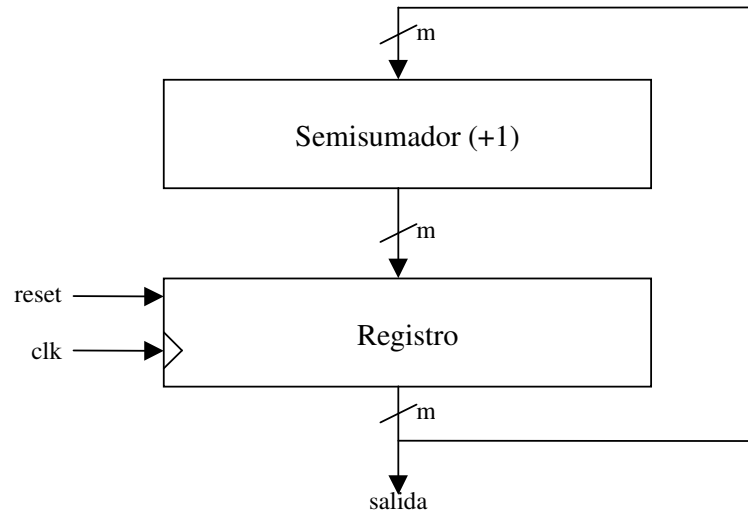 m
Semisumador (+1)
m
reset
clk
Registro
m
salida